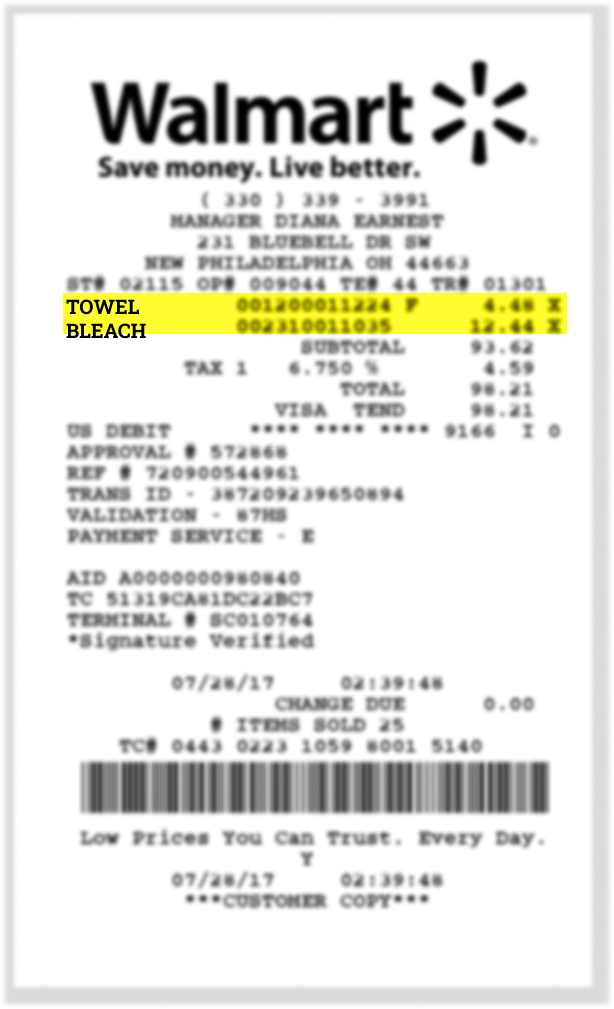 Walmart
Save money. Live better.
( 330 ) 339 - 3991
MANAGER DIANA EARNEST
231 BLUEBELL DR SW
NEW PHILADELPHIA OH 44663
ST# 02115 OP# 009044 TE# 44 TR# 01301
TOWEL 001200011224 F 4.48 X
BLEACH 002310011035 12.44 X
SUBTOTAL 93.62
TAX 1 6.750 % 4.59
TOTAL 98.21
VISA TEND 98.21
US DEBIT **** **** **** 9166 I 0
APPROVAL # 572868
REF # 720900544961
TRANS ID - 387209239650894
VALIDATION - 87HS
PAYMENT SERVICE - E
AID A0000000980840
TC 51319CA81DC22BC7
TERMINAL # SC010764
*Signature Verified
07/28/17 02:39:48
CHANGE DUE 0.00
# ITEMS SOLD 25
TC# 0443 0223 1059 8001 5140
Low Prices You Can Trust. Every Day.
Y
07/28/17 02:39:48
***CUSTOMER COPY***